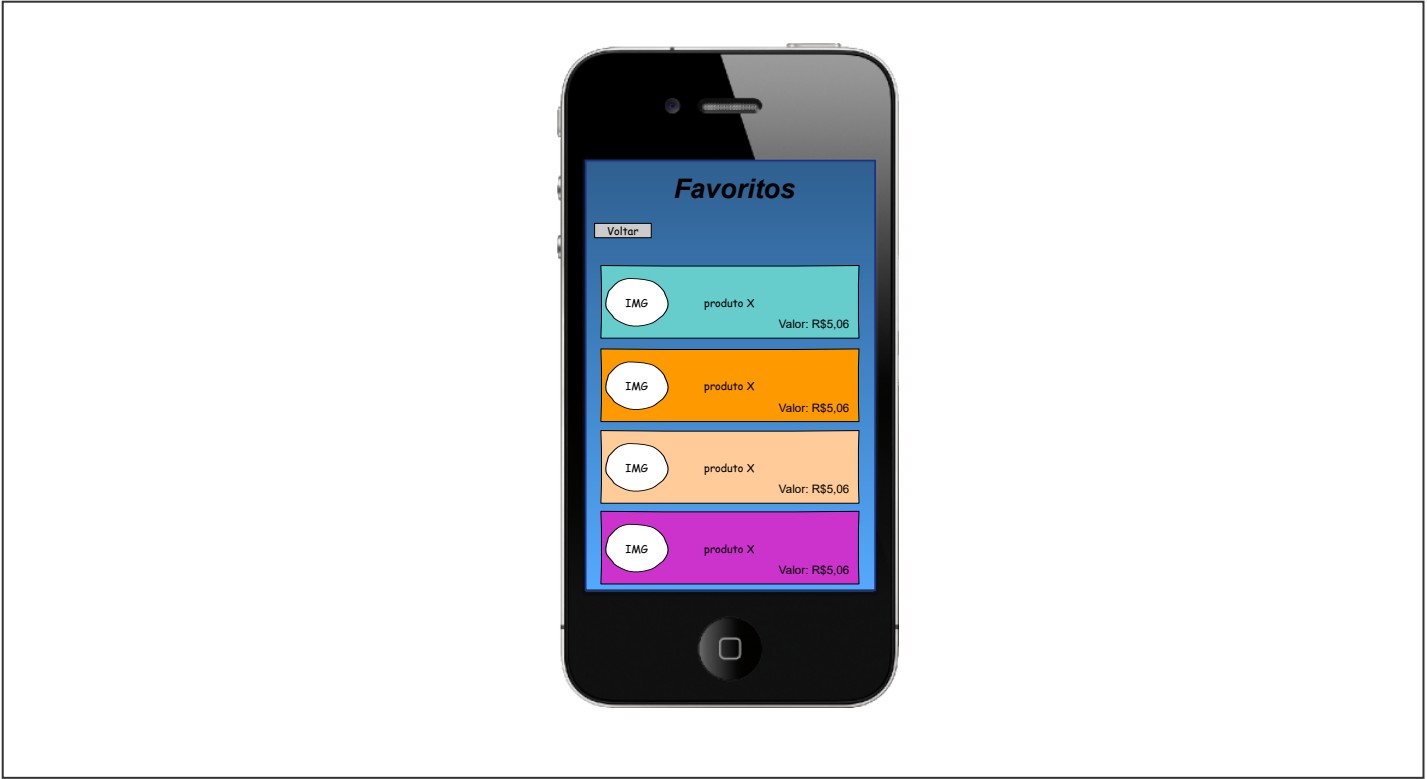 Favoritos
Voltar
IMG
produto X
Valor: R$5,06
IMG
produto X
Valor: R$5,06
IMG
produto X
Valor: R$5,06
IMG
produto X
Valor: R$5,06